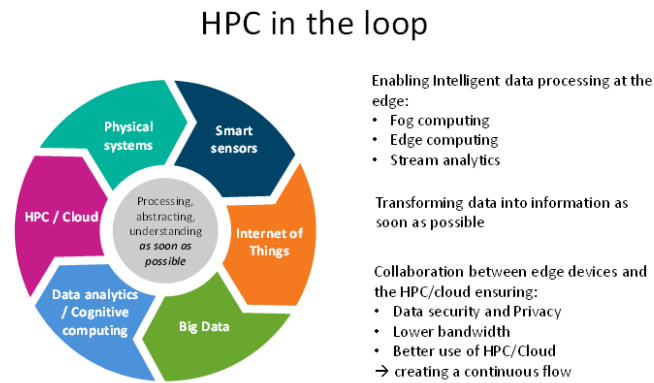 HPC in the loop
Physical
systems
Smart
sensors
HPC / Cloud
Processing,
abstracting,
understanding
as soon as
possible
Internet of
Things
Data analytics
/ Cognitive
computing
Big Data
Enabling Intelligent data processing at the
edge:
• Fog computing
• Edge computing
• Stream analytics
Transforming data into information as
soon as possible
Collaboration between edge devices and
the HPC/cloud ensuring:
• Data security and Privacy
• Lower bandwidth
• Better use of HPC/Cloud
→ creating a continuous flow